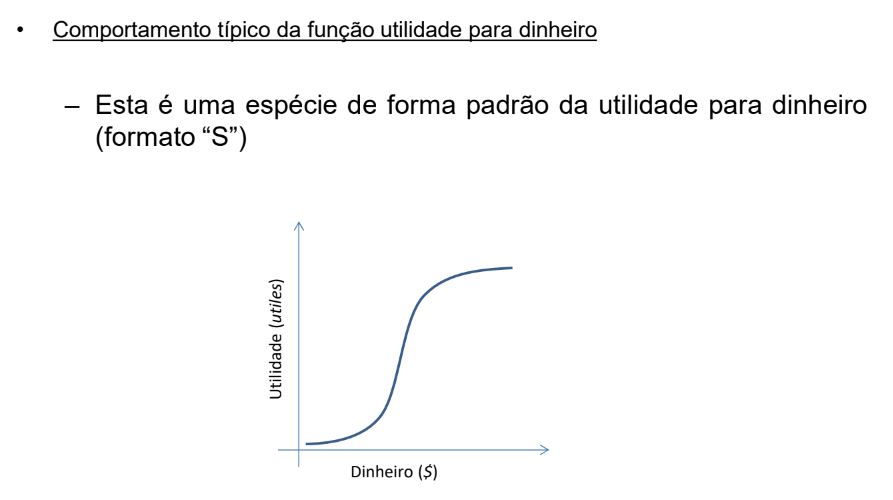 • Comportamento típico da função utilidade para dinheiro
– Esta é uma espécie de forma padrão da utilidade para dinheiro
(formato “S”)
Utilidade (utiles)
Dinheiro ($)